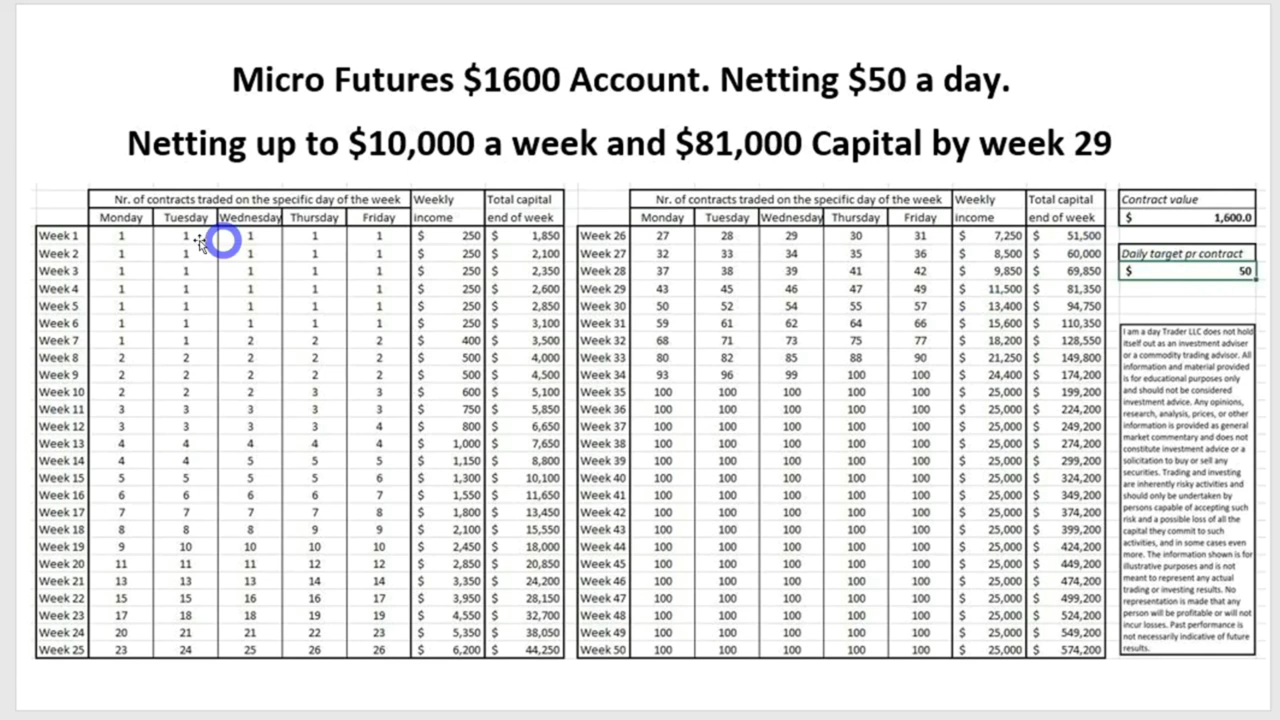 Micro Futures $1600 Account. Netting $50 a day.
Netting up to $10,000 a week and $81,000 Capital by week 29
Nr. of contracts traded on the specific day of the week Weekly Total capital
Monday Tuesday Wednesday Thursday Friday income end of week
Week 1 1 1 1 1 1 $ 250 $ 1,850
Week 2 1 1 1 1 1 $ 250 $ 2,100
Week 3 1 1 1 1 1 $ 250 $ 2,350
Week 4 1 1 1 1 1 $ 250 $ 2,600
Week 5 1 1 1 1 1 $ 250 $ 2,850
Week 6 1 1 1 1 1 $ 250 $ 3,100
Week 7 1 1 2 2 2 $ 400 $ 3,500
Week 8 2 2 2 2 2 $ 500 $ 4,000
Week 9 2 2 2 2 2 $ 500 $ 4,500
Week 10 2 2 2 3 3 $ 600 $ 5,100
Week 11 3 3 3 3 3 $ 750 $ 5,850
Week 12 3 3 3 3 4 $ 800 $ 6,650
Week 13 4 4 4 4 4 $ 1,000 $ 7,650
Week 14 4 4 5 5 5 $ 1,150 $ 8,800
Week 15 5 5 5 5 6 $ 1,300 $ 10,100
Week 16 6 6 6 6 7 $ 1,550 $ 11,650
Week 17 7 7 7 7 8 $ 1,800 $ 13,450
Week 18 8 8 8 9 9 $ 2,100 $ 15,550
Week 19 9 10 10 10 10 $ 2,450 $ 18,000
Week 20 11 11 11 12 12 $ 2,850 $ 20,850
Week 21 13 13 13 14 14 $ 3,350 $ 24,200
Week 22 15 15 16 16 17 $ 3,950 $ 28,150
Week 23 17 18 18 19 19 $ 4,550 $ 32,700
Week 24 20 21 21 22 23 $ 5,350 $ 38,050
Week 25 23 24 25 26 26 $ 6,200 $ 44,250
Nr. of contracts traded on the specific day of the week Weekly Total capital
Monday Tuesday Wednesday Thursday Friday income end of week
Week 26 27 28 29 30 31 $ 7,250 $ 51,500
Week 27 32 33 34 35 36 $ 8,500 $ 60,000
Week 28 37 38 39 41 42 $ 9,850 $ 69,850
Week 29 43 45 46 47 49 $ 11,500 $ 81,350
Week 30 50 52 54 55 57 $ 13,400 $ 94,750
Week 31 59 61 62 64 66 $ 15,600 $ 110,350
Week 32 68 71 73 75 77 $ 18,200 $ 128,550
Week 33 80 82 85 88 90 $ 21,250 $ 149,800
Week 34 93 96 99 100 100 $ 24,400 $ 174,200
Week 35 100 100 100 100 100 $ 25,000 $ 199,200
Week 36 100 100 100 100 100 $ 25,000 $ 224,200
Week 37 100 100 100 100 100 $ 25,000 $ 249,200
Week 38 100 100 100 100 100 $ 25,000 $ 274,200
Week 39 100 100 100 100 100 $ 25,000 $ 299,200
Week 40 100 100 100 100 100 $ 25,000 $ 324,200
Week 41 100 100 100 100 100 $ 25,000 $ 349,200
Week 42 100 100 100 100 100 $ 25,000 $ 374,200
Week 43 100 100 100 100 100 $ 25,000 $ 399,200
Week 44 100 100 100 100 100 $ 25,000 $ 424,200
Week 45 100 100 100 100 100 $ 25,000 $ 449,200
Week 46 100 100 100 100 100 $ 25,000 $ 474,200
Week 47 100 100 100 100 100 $ 25,000 $ 499,200
Week 48 100 100 100 100 100 $ 25,000 $ 524,200
Week 49 100 100 100 100 100 $ 25,000 $ 549,200
Week 50 100 100 100 100 100 $ 25,000 $ 574,200
Contract value
$ 1,600.0
Daily target pr contract
$ 50
I am a day Trader LLC does not hold
itself out as an investment adviser
or a commodity trading advisor. All
information and material provided
is for educational purposes only
and should not be considered
investment advice. Any opinions,
research, analysis, prices, or other
information is provided as general
market commentary and does not
constitute investment advice or a
solicitation to buy or sell any
securities. Trading and investing
are inherently risky activities and
should only be undertaken by
persons capable of accepting such
risk and a possible loss of all the
capital they commit to such
activities, and in some cases even
more. The information shown is for
illustrative purposes and is not
meant to represent any actual
trading or investing results. No
representation is made that any
person will be profitable or will not
incur losses. Past performance is
not necessarily indicative of future
results.